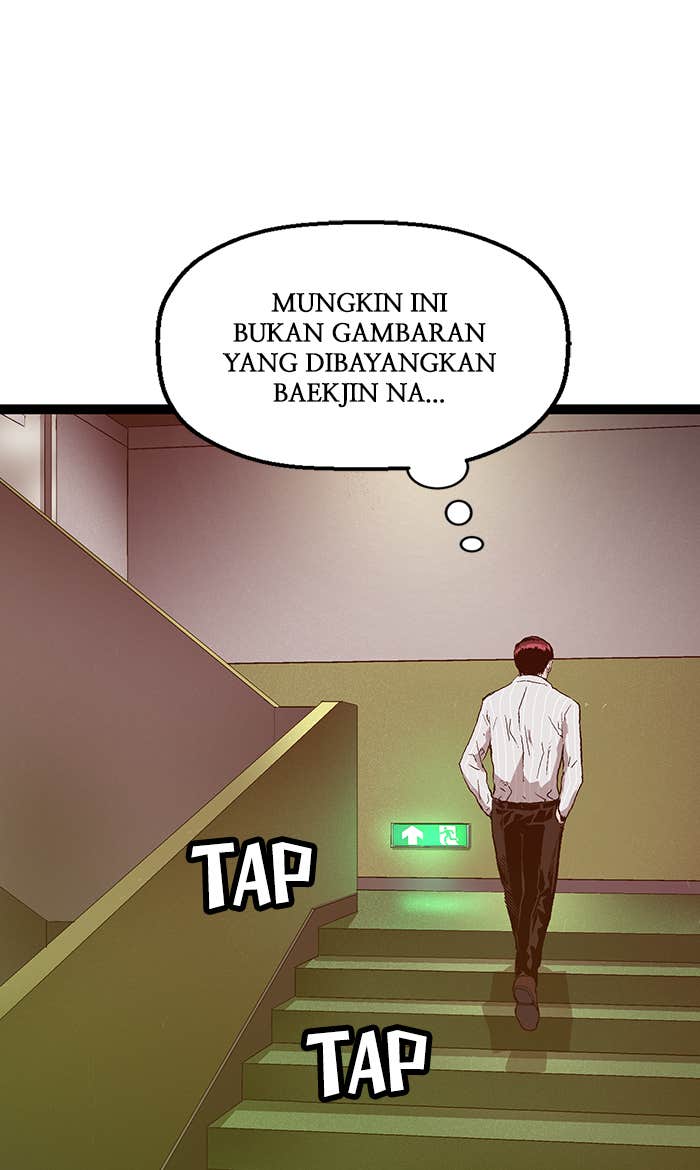 MUNGKIN INI
BUKAN GAMBARAN
YANG DIBAYANGKAN
BAEKJIN NA...
TAP
TAP